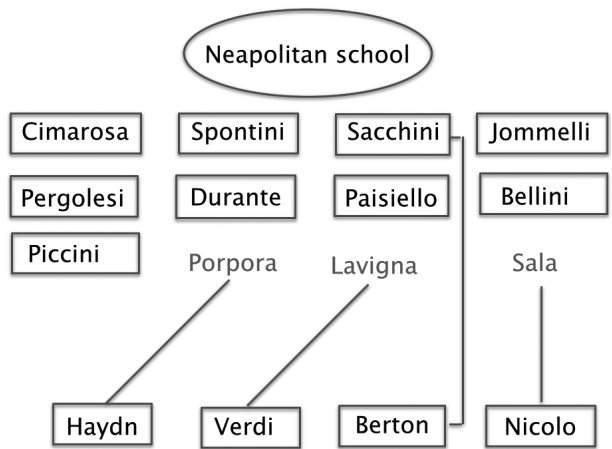 Neapolitan school
Cimarosa
Spontini
Sacchini
Jommelli
Pergolesi
Durante
Paisiello
Bellini
Piccini
Porpora
Lavigna
Sala
Haydn
Verdi
Berton
Nicolo